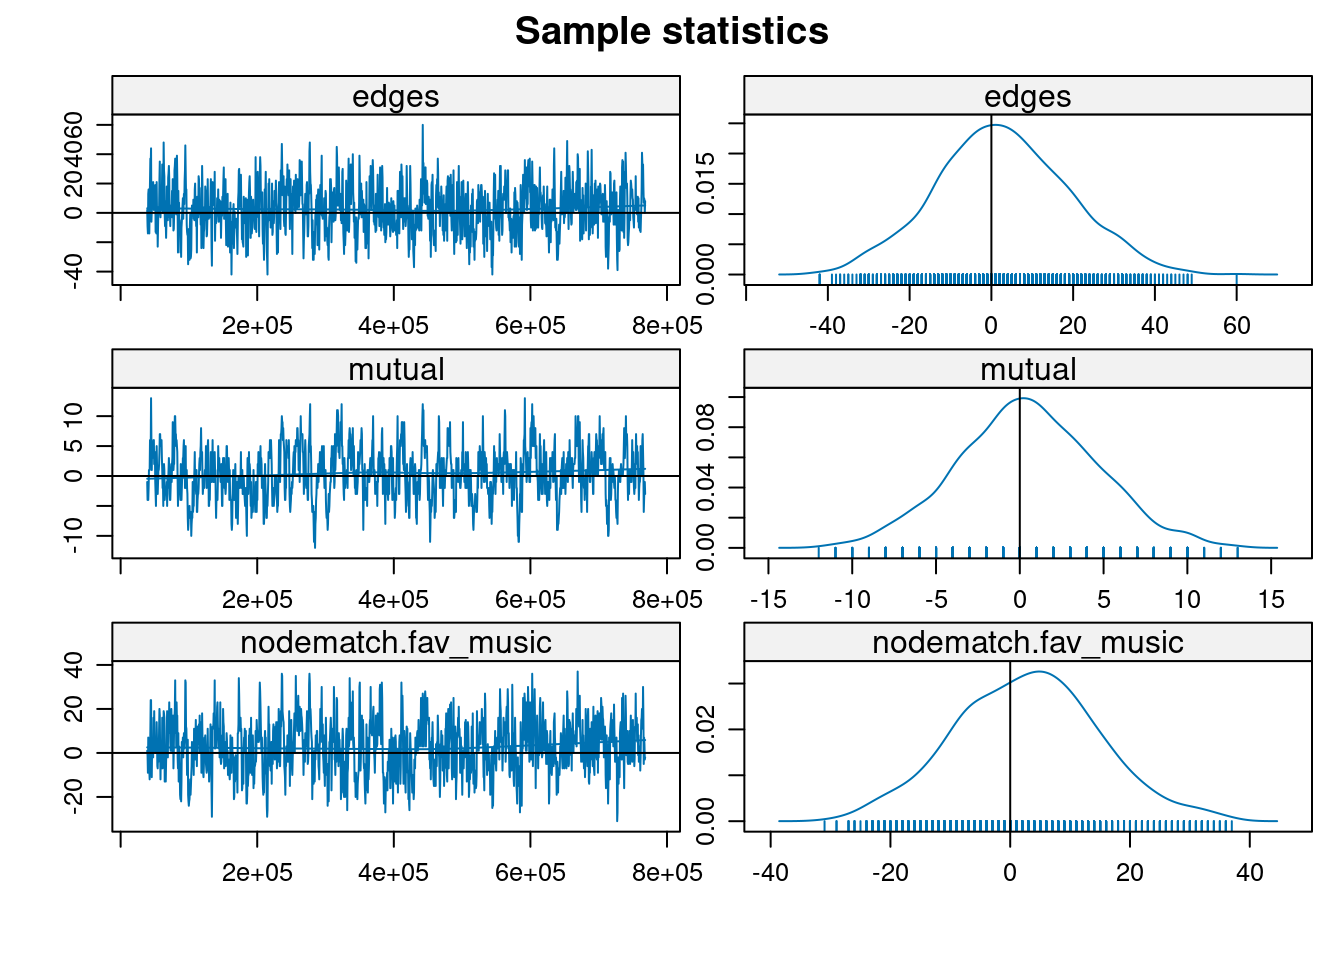 Sample statistics
edges
-40 0 20 40 60
2e+05 4e+05 6e+05 8e+05
edges
0.000 0.015
-40 -20 0 20 40 60
mutual
-10 0 5 10
2e+05 4e+05 6e+05 8e+05
mutual
0.00 0.04 0.08
-15 -10 -5 0 5 10 15
nodematch.fav_music
-20 0 20 40
2e+05 4e+05 6e+05 8e+05
nodematch.fav_music
0.00 0.02
-40 -20 0 20 40